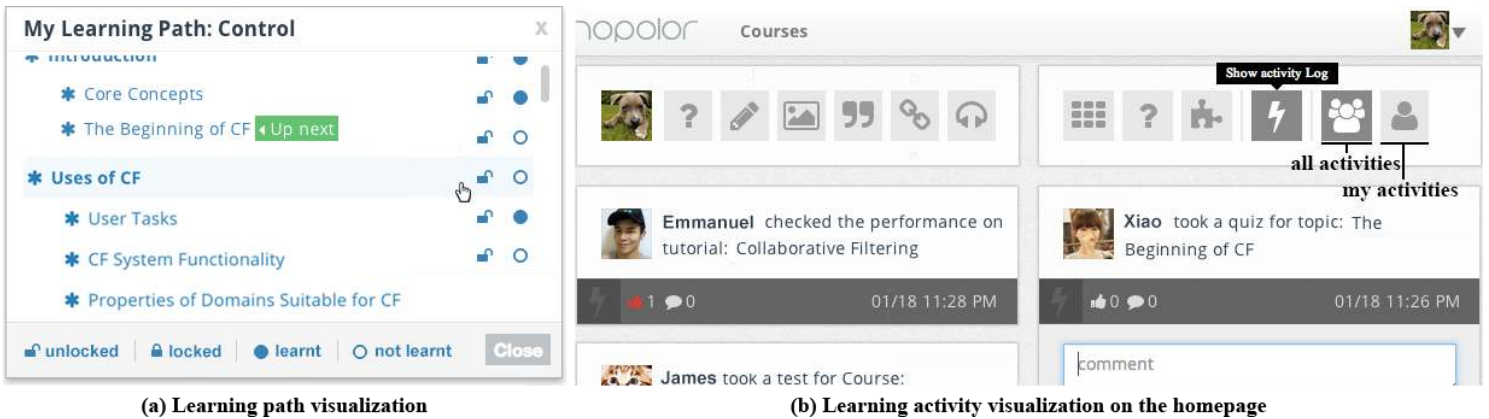 My Learning Path: Control
x
Introduction
Core Concepts
The Beginning of CF Up next
Uses of CF
User Tasks
CF System Functionality
Properties of Domains Suitable for CF
unlocked locked learnt not learnt Close
(a) Learning path visualization
Courses
Show activity Log
all activities
my activities
Emmanuel checked the performance on
tutorial: Collaborative Filtering
1 0 01/18 11:28 PM
James took a test for Course:
Xiao took a quiz for topic: The
Beginning of CF
0 0 01/18 11:26 PM
comment
(b) Learning activity visualization on the homepage